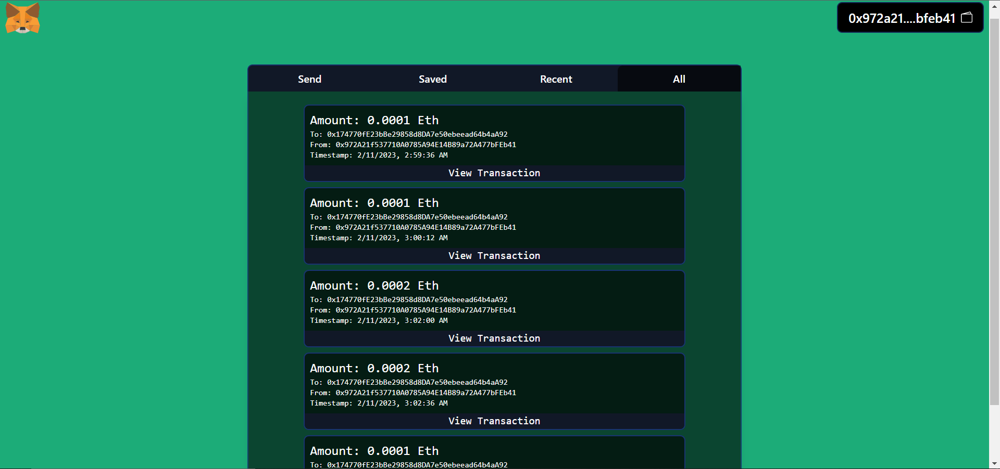 0x972a21....bfeb41
Send Saved Recent All
Amount: 0.0001 Eth
To: 0x174770fE23bBe29858d8DA7e50ebeead64b4aA92
From: 0x972A21f537710A0785A94E14B89a72A477bFEb41
Timestamp: 2/11/2023, 2:59:36 AM
View Transaction
Amount: 0.0001 Eth
To: 0x174770fE23bBe29858d8DA7e50ebeead64b4aA92
From: 0x972A21f537710A0785A94E14B89a72A477bFEb41
Timestamp: 2/11/2023, 3:00:12 AM
View Transaction
Amount: 0.0002 Eth
To: 0x174770fE23bBe29858d8DA7e50ebeead64b4aA92
From: 0x972A21f537710A0785A94E14B89a72A477bFEb41
Timestamp: 2/11/2023, 3:02:00 AM
View Transaction
Amount: 0.0002 Eth
To: 0x174770fE23bBe29858d8DA7e50ebeead64b4aA92
From: 0x972A21f537710A0785A94E14B89a72A477bFEb41
Timestamp: 2/11/2023, 3:02:36 AM
View Transaction
Amount: 0.0001 Eth
To: 0x174770fE23bBe29858d8DA7e50ebeead64b4aA92